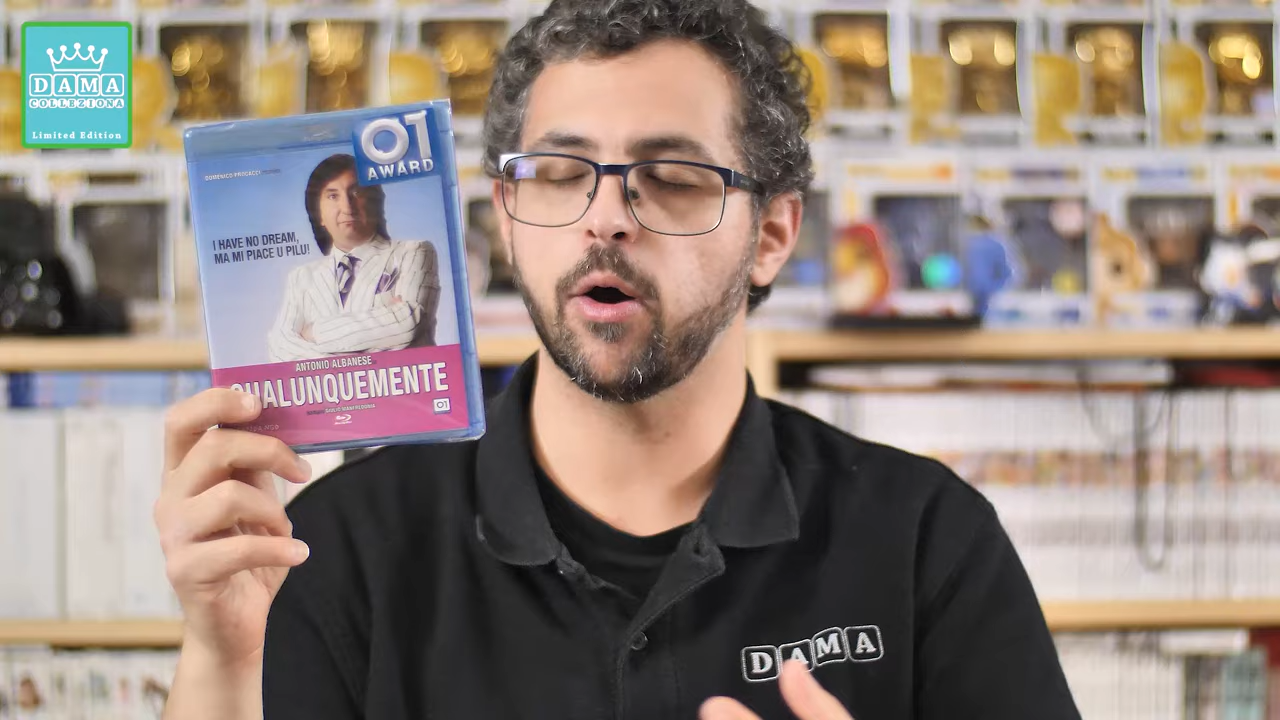 DAMA
COLLEZIONA
Limited Edition
01
AWARD
I HAVE NO DREAM,
MA MI PIACE U PILU!
ANTONIO ALBANESE
QUALUNQUEMENTE
01
DAMA